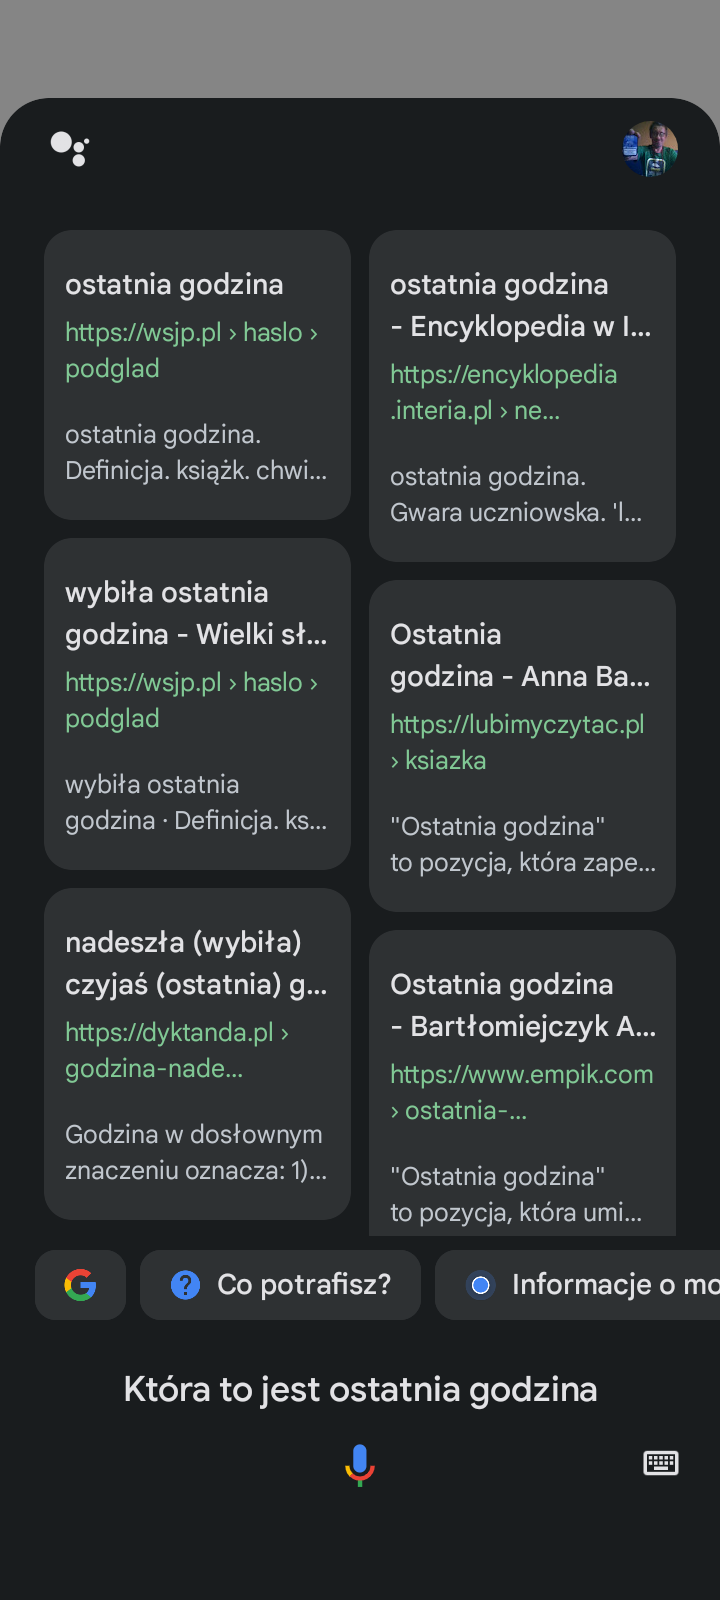 ostatnia godzina
https://wsjp.pl › haslo ›
podglad
ostatnia godzina.
Definicja. książk. chwi...
wybiła ostatnia
godzina - Wielki sł...
https://wsjp.pl › haslo ›
podglad
wybiła ostatnia
godzina · Definicja. ks...
nadeszła (wybiła)
czyjaś (ostatnia) g...
https://dyktanda.pl ›
godzina-nade...
Godzina w dosłownym
znaczeniu oznacza: 1)...
ostatnia godzina
- Encyklopedia w I...
https://encyklopedia
.interia.pl › ne...
ostatnia godzina.
Gwara uczniowska. 'l...
Ostatnia
godzina - Anna Ba...
https://lubimyczytac.pl
› ksiazka
"Ostatnia godzina"
to pozycja, która zape...
Ostatnia godzina
- Bartłomiejczyk A...
https://www.empik.com
› ostatnia-...
"Ostatnia godzina"
to pozycja, która umi...
Co potrafisz?
Informacje o mo
Która to jest ostatnia godzina